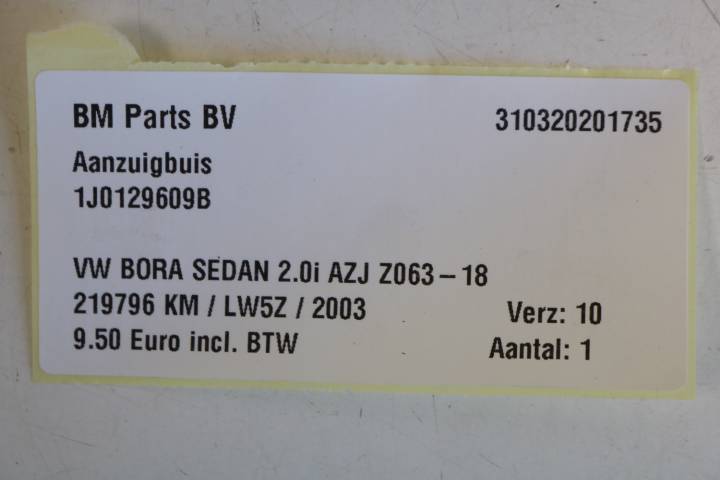 BM Parts BV 310320201735
Aanzuigbuis
1J0129609B
VW BORA SEDAN 2.0i AZJ Z063-18
219796 KM / LW5Z / 2003 Verz: 10
9.50 Euro incl. BTW Aantal: 1